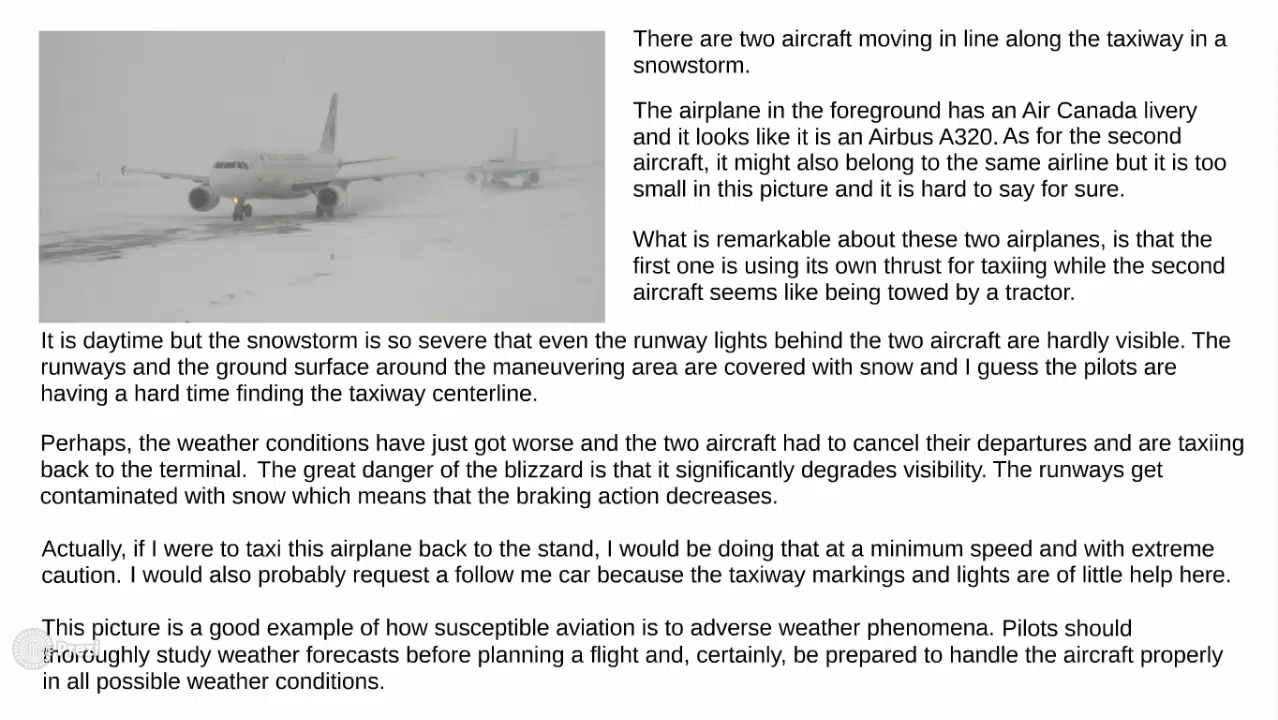 There are two aircraft moving in line along the taxiway in a
snowstorm.
The airplane in the foreground has an Air Canada livery
and it looks like it is an Airbus A320. As for the second
aircraft, it might also belong to the same airline but it is too
small in this picture and it is hard to say for sure.
What is remarkable about these two airplanes, is that the
first one is using its own thrust for taxiing while the second
aircraft seems like being towed by a tractor.
It is daytime but the snowstorm is so severe that even the runway lights behind the two aircraft are hardly visible. The
runways and the ground surface around the maneuvering area are covered with snow and I guess the pilots are
having a hard time finding the taxiway centerline.
Perhaps, the weather conditions have just got worse and the two aircraft had to cancel their departures and are taxiing
back to the terminal. The great danger of the blizzard is that it significantly degrades visibility. The runways get
contaminated with snow which means that the braking action decreases.
Actually, if I were to taxi this airplane back to the stand, I would be doing that at a minimum speed and with extreme
caution. I would also probably request a follow me car because the taxiway markings and lights are of little help here.
This picture is a good example of how susceptible aviation is to adverse weather phenomena. Pilots should
thoroughly study weather forecasts before planning a flight and, certainly, be prepared to handle the aircraft properly
in all possible weather conditions.
Prezi